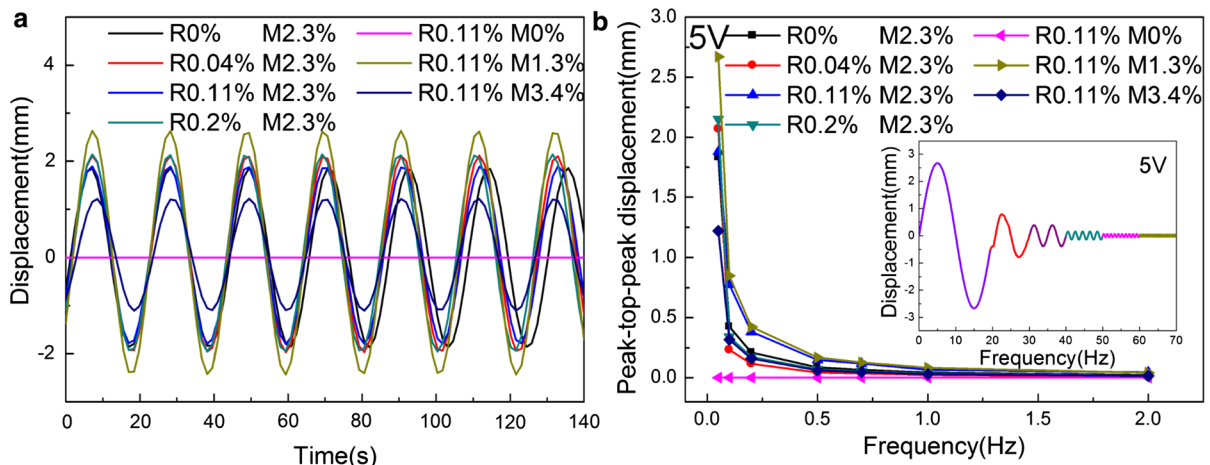 a
R0% M2.3%
R0.11% M0%
R0.04% M2.3%
R0.11% M1.3%
R0.11% M2.3%
R0.11% M3.4%
R0.2% M2.3%
Displacement(mm)
4
2
0
-2
0 20 40 60 80 100 120 140
Time(s)
b
5V
R0% M2.3%
R0.11% M0%
R0.04% M2.3%
R0.11% M1.3%
R0.11% M2.3%
R0.11% M3.4%
R0.2% M2.3%
Peak-top-peak displacement(mm)
3.0
2.5
2.0
1.5
1.0
0.5
0.0
0.0 0.5 1.0 1.5 2.0
Frequency(Hz)
5V
Displacement(mm)
3
2
1
0
-1
-2
-3
0 10 20 30 40 50 60 70
Frequency(Hz)